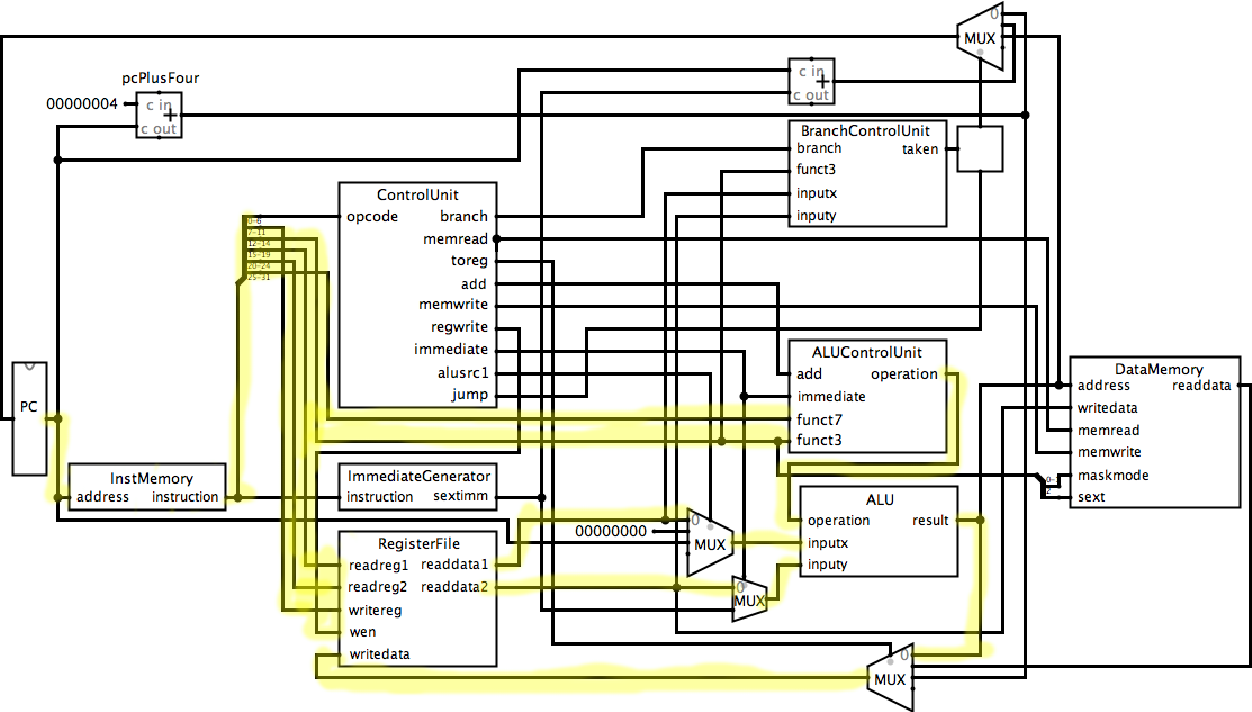 0
MUX
pcPlusFour
c in
+
c out
00000004
c in
+
c out
BranchControlUnit
branch
taken
funct3
inputx
inputy
ControlUnit
opcode
branch
memread
toreg
add
memwrite
regwrite
immediate
alusrc1
jump
0-6
7-11
12-14
15-19
20-24
25-31
ALUControlUnit
add
operation
immediate
funct7
funct3
DataMemory
address
readdata
writedata
memread
memwrite
maskmode
sext
PC
InstMemory
address
instruction
ImmediateGenerator
instruction
sextimm
ALU
operation
result
inputx
inputy
0
00000000
MUX
RegisterFile
readreg1
readdata1
readreg2
readdata2
writereg
wen
writedata
0
MUX
0
MUX